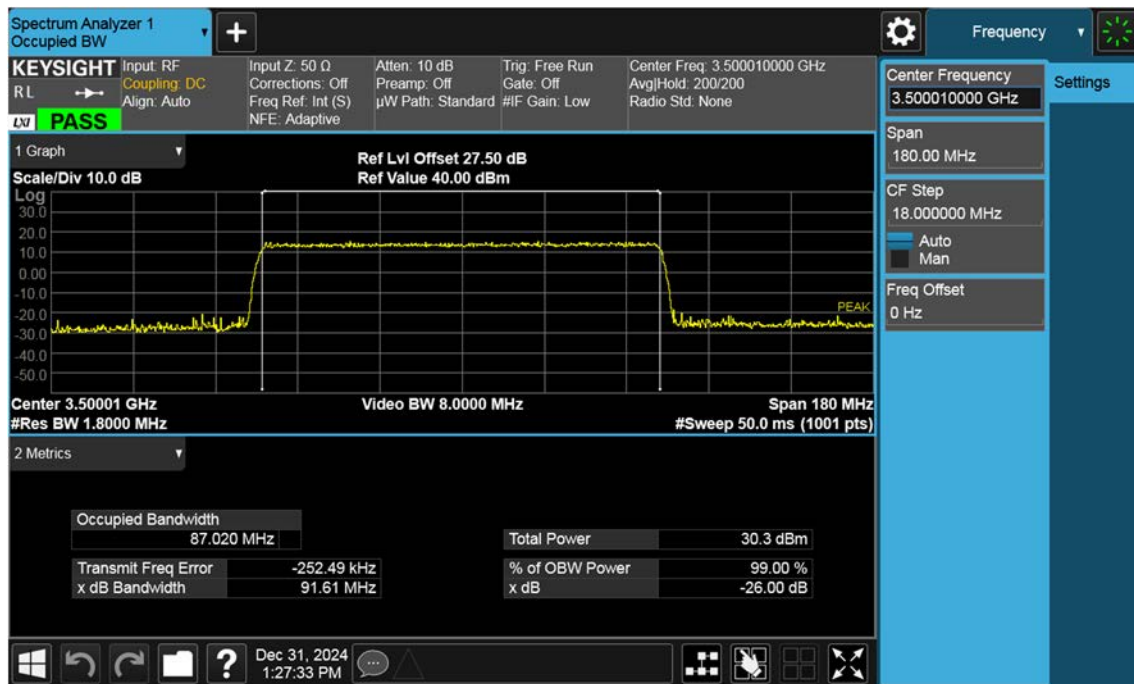 Spectrum Analyzer 1
Occupied BW
+
Frequency
KEYSIGHT
RL
LXI
PASS
Input: RF
Coupling: DC
Align: Auto
Input Z: 50 Ω
Corrections: Off
Freq Ref: Int (S)
NFE: Adaptive
Atten: 10 dB
Preamp: Off
µW Path: Standard
Trig: Free Run
Gate: Off
#IF Gain: Low
Center Freq: 3.500010000 GHz
Avg|Hold: 200/200
Radio Std: None
Center Frequency
3.500010000 GHz
Settings
Span
180.00 MHz
CF Step
18.000000 MHz
Auto
Man
Freq Offset
0 Hz
1 Graph
Scale/Div 10.0 dB
Ref Lvl Offset 27.50 dB
Ref Value 40.00 dBm
Log
30.0
20.0
10.0
0.00
-10.0
-20.0
-30.0
-40.0
-50.0
PEAK
Center 3.50001 GHz
#Res BW 1.8000 MHz
Video BW 8.0000 MHz
Span 180 MHz
#Sweep 50.0 ms (1001 pts)
2 Metrics
Occupied Bandwidth
87.020 MHz
Transmit Freq Error -252.49 kHz
x dB Bandwidth 91.61 MHz
Total Power 30.3 dBm
% of OBW Power 99.00 %
x dB -26.00 dB
?
Dec 31, 2024
1:27:33 PM